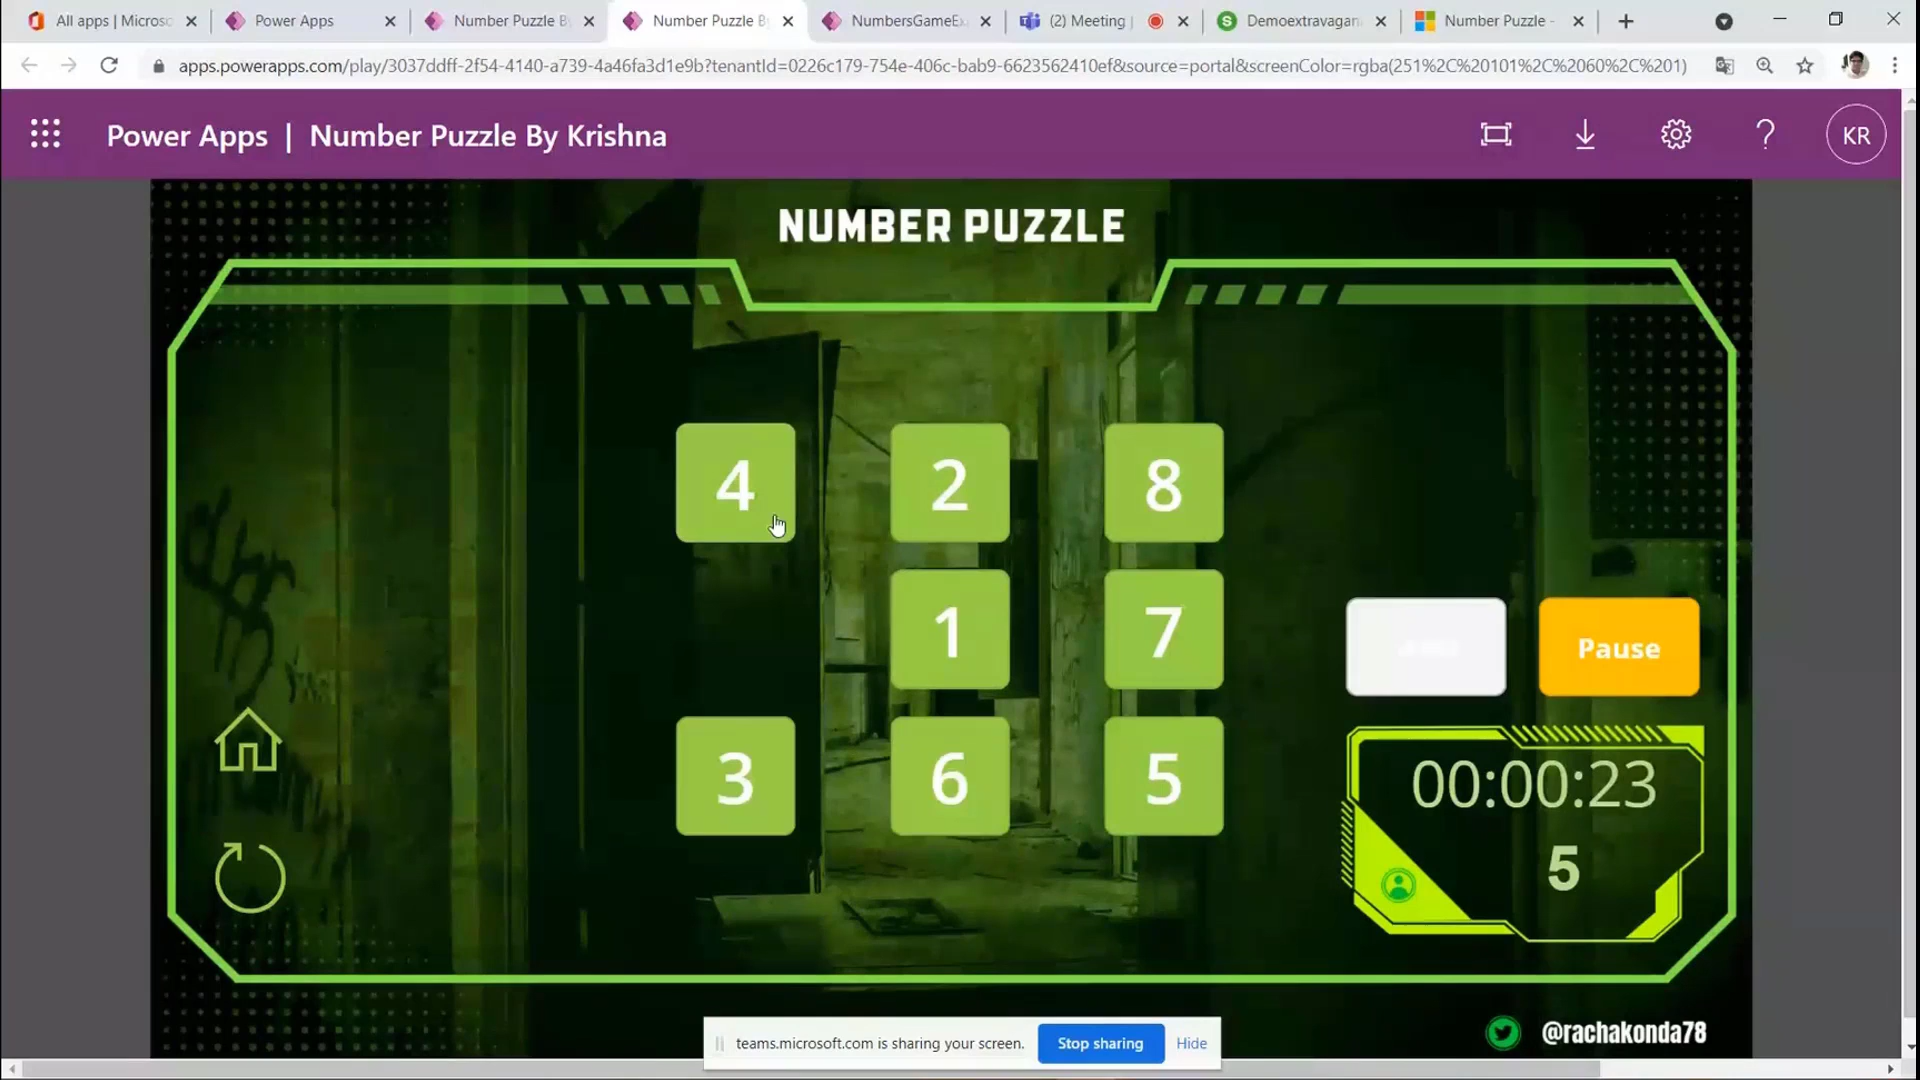 All apps | Microso
Power Apps
Number Puzzle B
Number Puzzle B
NumbersGameEx
(2) Meeting |
Demoextravagan
Number Puzzle -
apps.powerapps.com/play/3037ddff-2f54-4140-a739-4a46fa3d1e9b?tenantId=0226c179-754e-406c-bab9-6623562410ef&source=portal&screenColor=rgba(251%2C%20101%2C%2060%2C%201)
Power Apps | Number Puzzle By Krishna
KR
NUMBER PUZZLE
4 2 8
1 7
3 6 5
Pause
00:00:23
5
teams.microsoft.com is sharing your screen.
Stop sharing
Hide
@rachakonda78